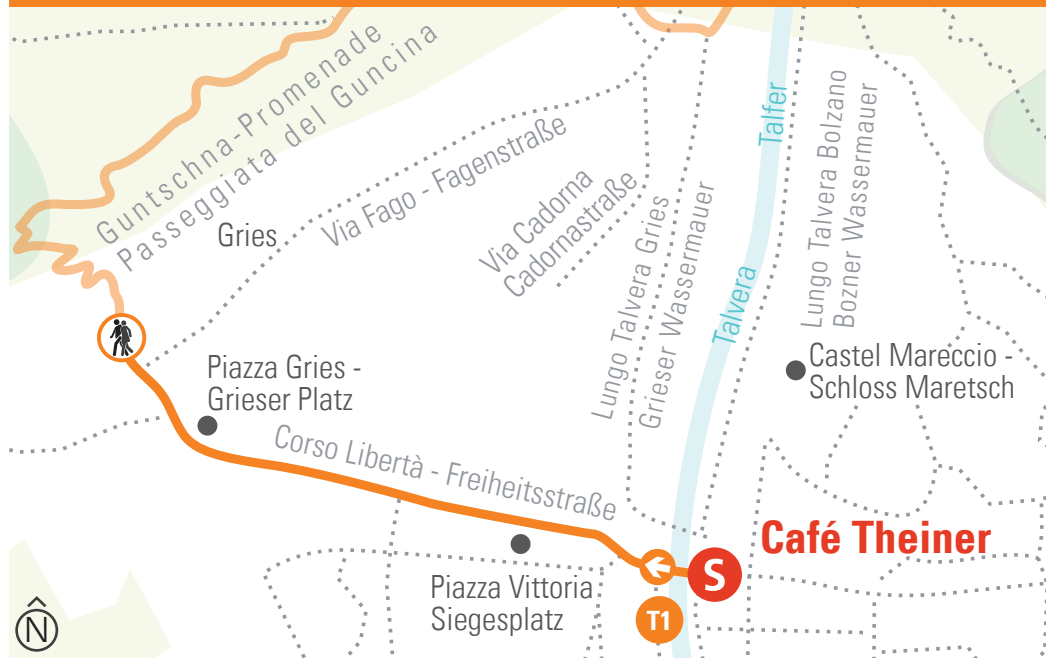 Guntschna-Promenade
Passeggiata del Guncina
Gries
Via Fago - Fagenstraße
Via Cadorna
Cadornastraße
Lungo Talvera Gries
Grieser Wassermauer
Talfer
Talvera
Lungo Talvera Bolzano
Bozner Wassermauer
Castel Mareccio -
Schloss Maretsch
Piazza Gries -
Grieser Platz
Corso Libertà - Freiheitsstraße
Café Theiner
S
Piazza Vittoria
Siegesplatz
T1
N